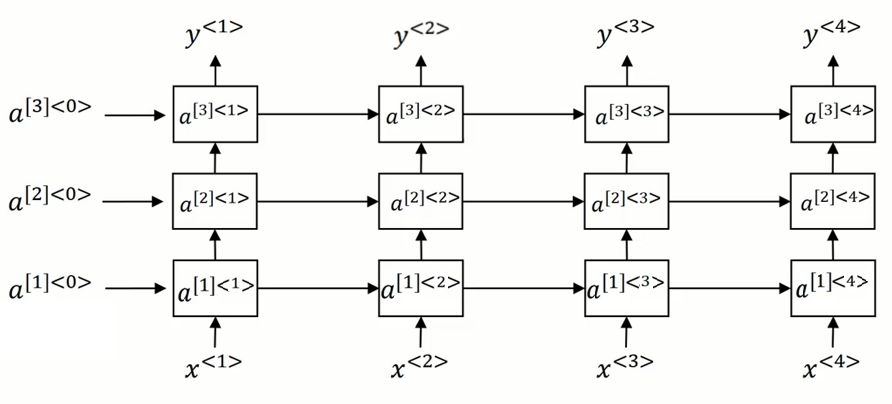 y^{<1>} y^{<2>} y^{<3>} y^{<4>}
a^{[3]<0>} a^{[3]<1>} a^{[3]<2>} a^{[3]<3>} a^{[3]<4>}
a^{[2]<0>} a^{[2]<1>} a^{[2]<2>} a^{[2]<3>} a^{[2]<4>}
a^{[1]<0>} a^{[1]<1>} a^{[1]<2>} a^{[1]<3>} a^{[1]<4>}
x^{<1>} x^{<2>} x^{<3>} x^{<4>}